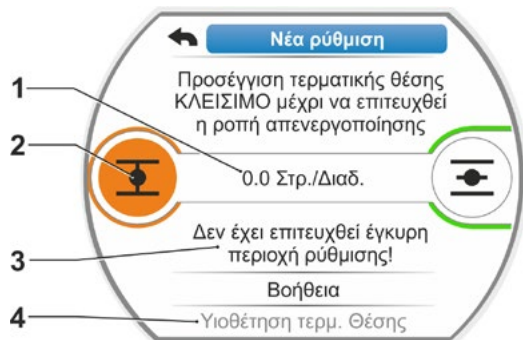 Νέα ρύθμιση
Προσέγγιση τερματικής θέσης
ΚΛΕΙΣΙΜΟ μέχρι να επιτευχθεί
η ροπή απενεργοποίησης
1
2
0.0 Στρ./Διαδ.
Δεν έχει επιτευχθεί έγκυρη
περιοχή ρύθμισης!
3
Βοήθεια
4
Υιοθέτηση τερμ. Θέσης